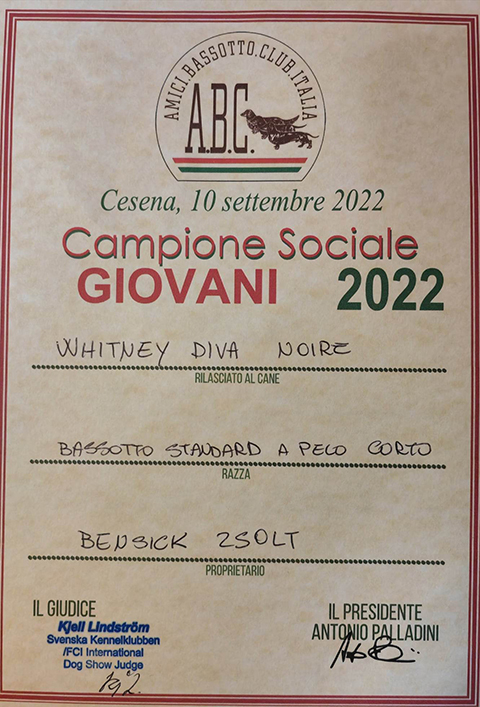 AMICI.BASSOTTO.CLUB.ITALIA
A.B.C.
Cesena, 10 settembre 2022
Campione Sociale
GIOVANI 2022
WHITNEY DIVA NOIRE
RILASCIATO AL CANE
BASSOTTO STANDARD A PELO CORTO
RAZZA
BENSICK ZSOLT
PROPRIETARIO
IL GIUDICE
Kjell Lindström
Svenska Kennelklubben
/FCI International
Dog Show Judge
IL PRESIDENTE
ANTONIO PALLADINI